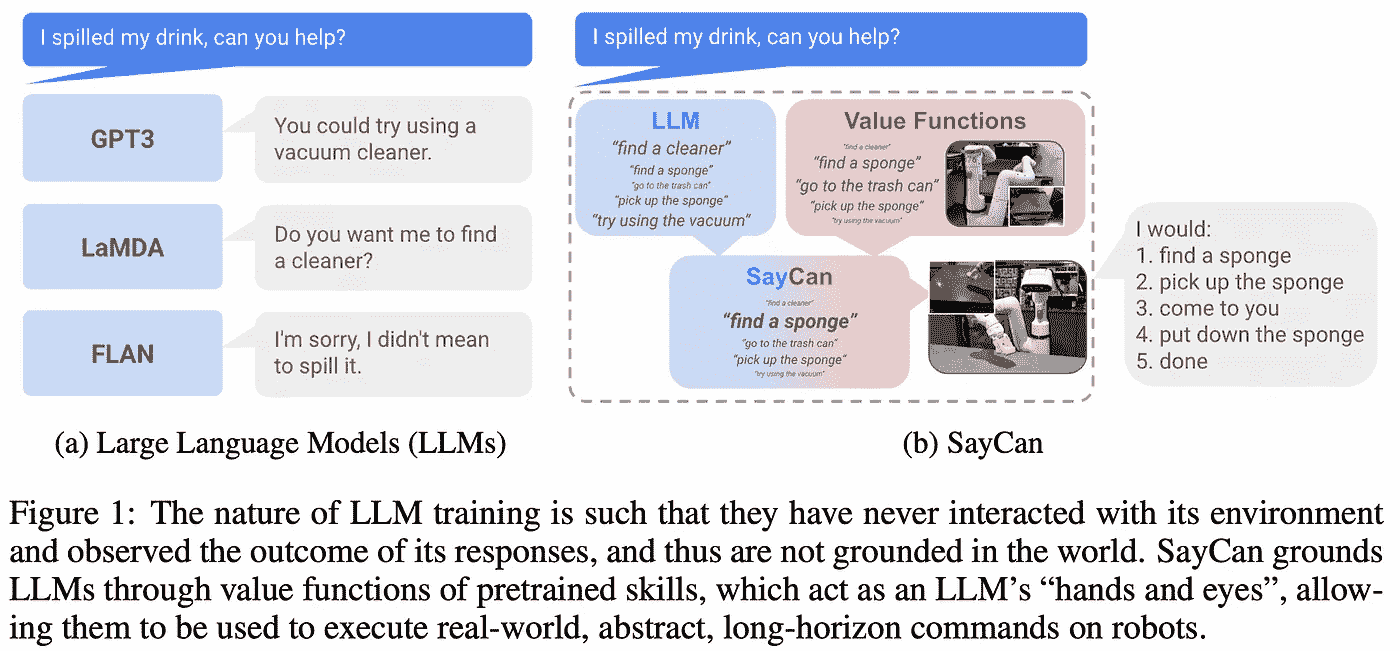 I spilled my drink, can you help?
GPT3
You could try using a
vacuum cleaner.
LaMDA
Do you want me to find
a cleaner?
FLAN
I'm sorry, I didn't mean
to spill it.
(a) Large Language Models (LLMs)
I spilled my drink, can you help?
LLM
“find a cleaner”
“find a sponge”
“go to the trash can”
“pick up the sponge”
“try using the vacuum”
Value Functions
“find a cleaner”
“find a sponge”
“go to the trash can”
“pick up the sponge”
“try using the vacuum”
SayCan
“find a cleaner”
“find a sponge”
“go to the trash can”
“pick up the sponge”
“try using the vacuum”
I would:
1. find a sponge
2. pick up the sponge
3. come to you
4. put down the sponge
5. done
(b) SayCan
Figure 1: The nature of LLM training is such that they have never interacted with its environment
and observed the outcome of its responses, and thus are not grounded in the world. SayCan grounds
LLMs through value functions of pretrained skills, which act as an LLM’s “hands and eyes”, allow-
ing them to be used to execute real-world, abstract, long-horizon commands on robots.